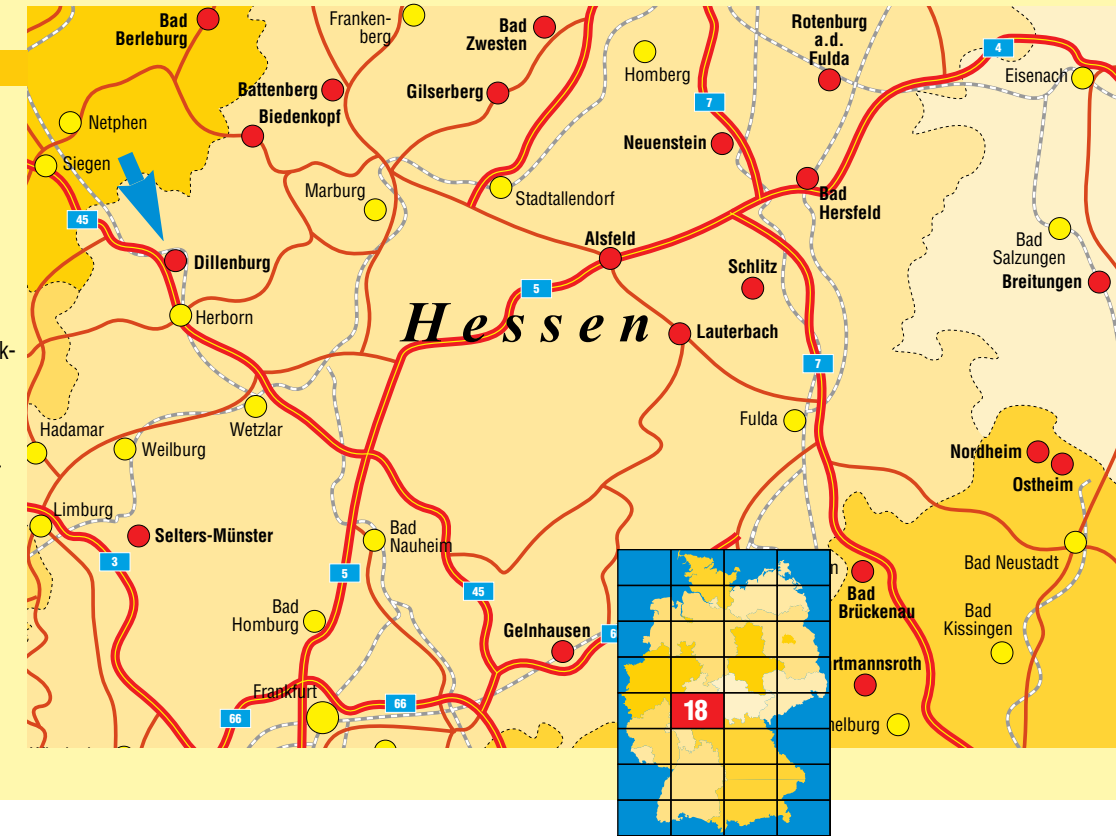 Bad
Berleburg
Franken-
berg
Bad
Zwesten
Homberg
Rotenburg
a.d.
Fulda
4
Eisenach
Battenberg
Gilserberg
7
Biedenkopf
Netphen
Neuenstein
Siegen
Marburg
Stadtallendorf
Bad
Hersfeld
45
Alsfeld
Bad
Salzungen
Dillenburg
Schlitz
Breitungen
5
Herborn
Hessen
Lauterbach
k-
7
Wetzlar
Fulda
Hadamar
Weilburg
Nordheim
Ostheim
Limburg
Selters-Münster
Bad
Nauheim
3
5
45
n
Bad Neustadt
Bad
Brückenau
Bad
Homburg
Gelnhausen
6
Bad
Kissingen
rtmannsroth
Frankfurt
66
66
18
elburg